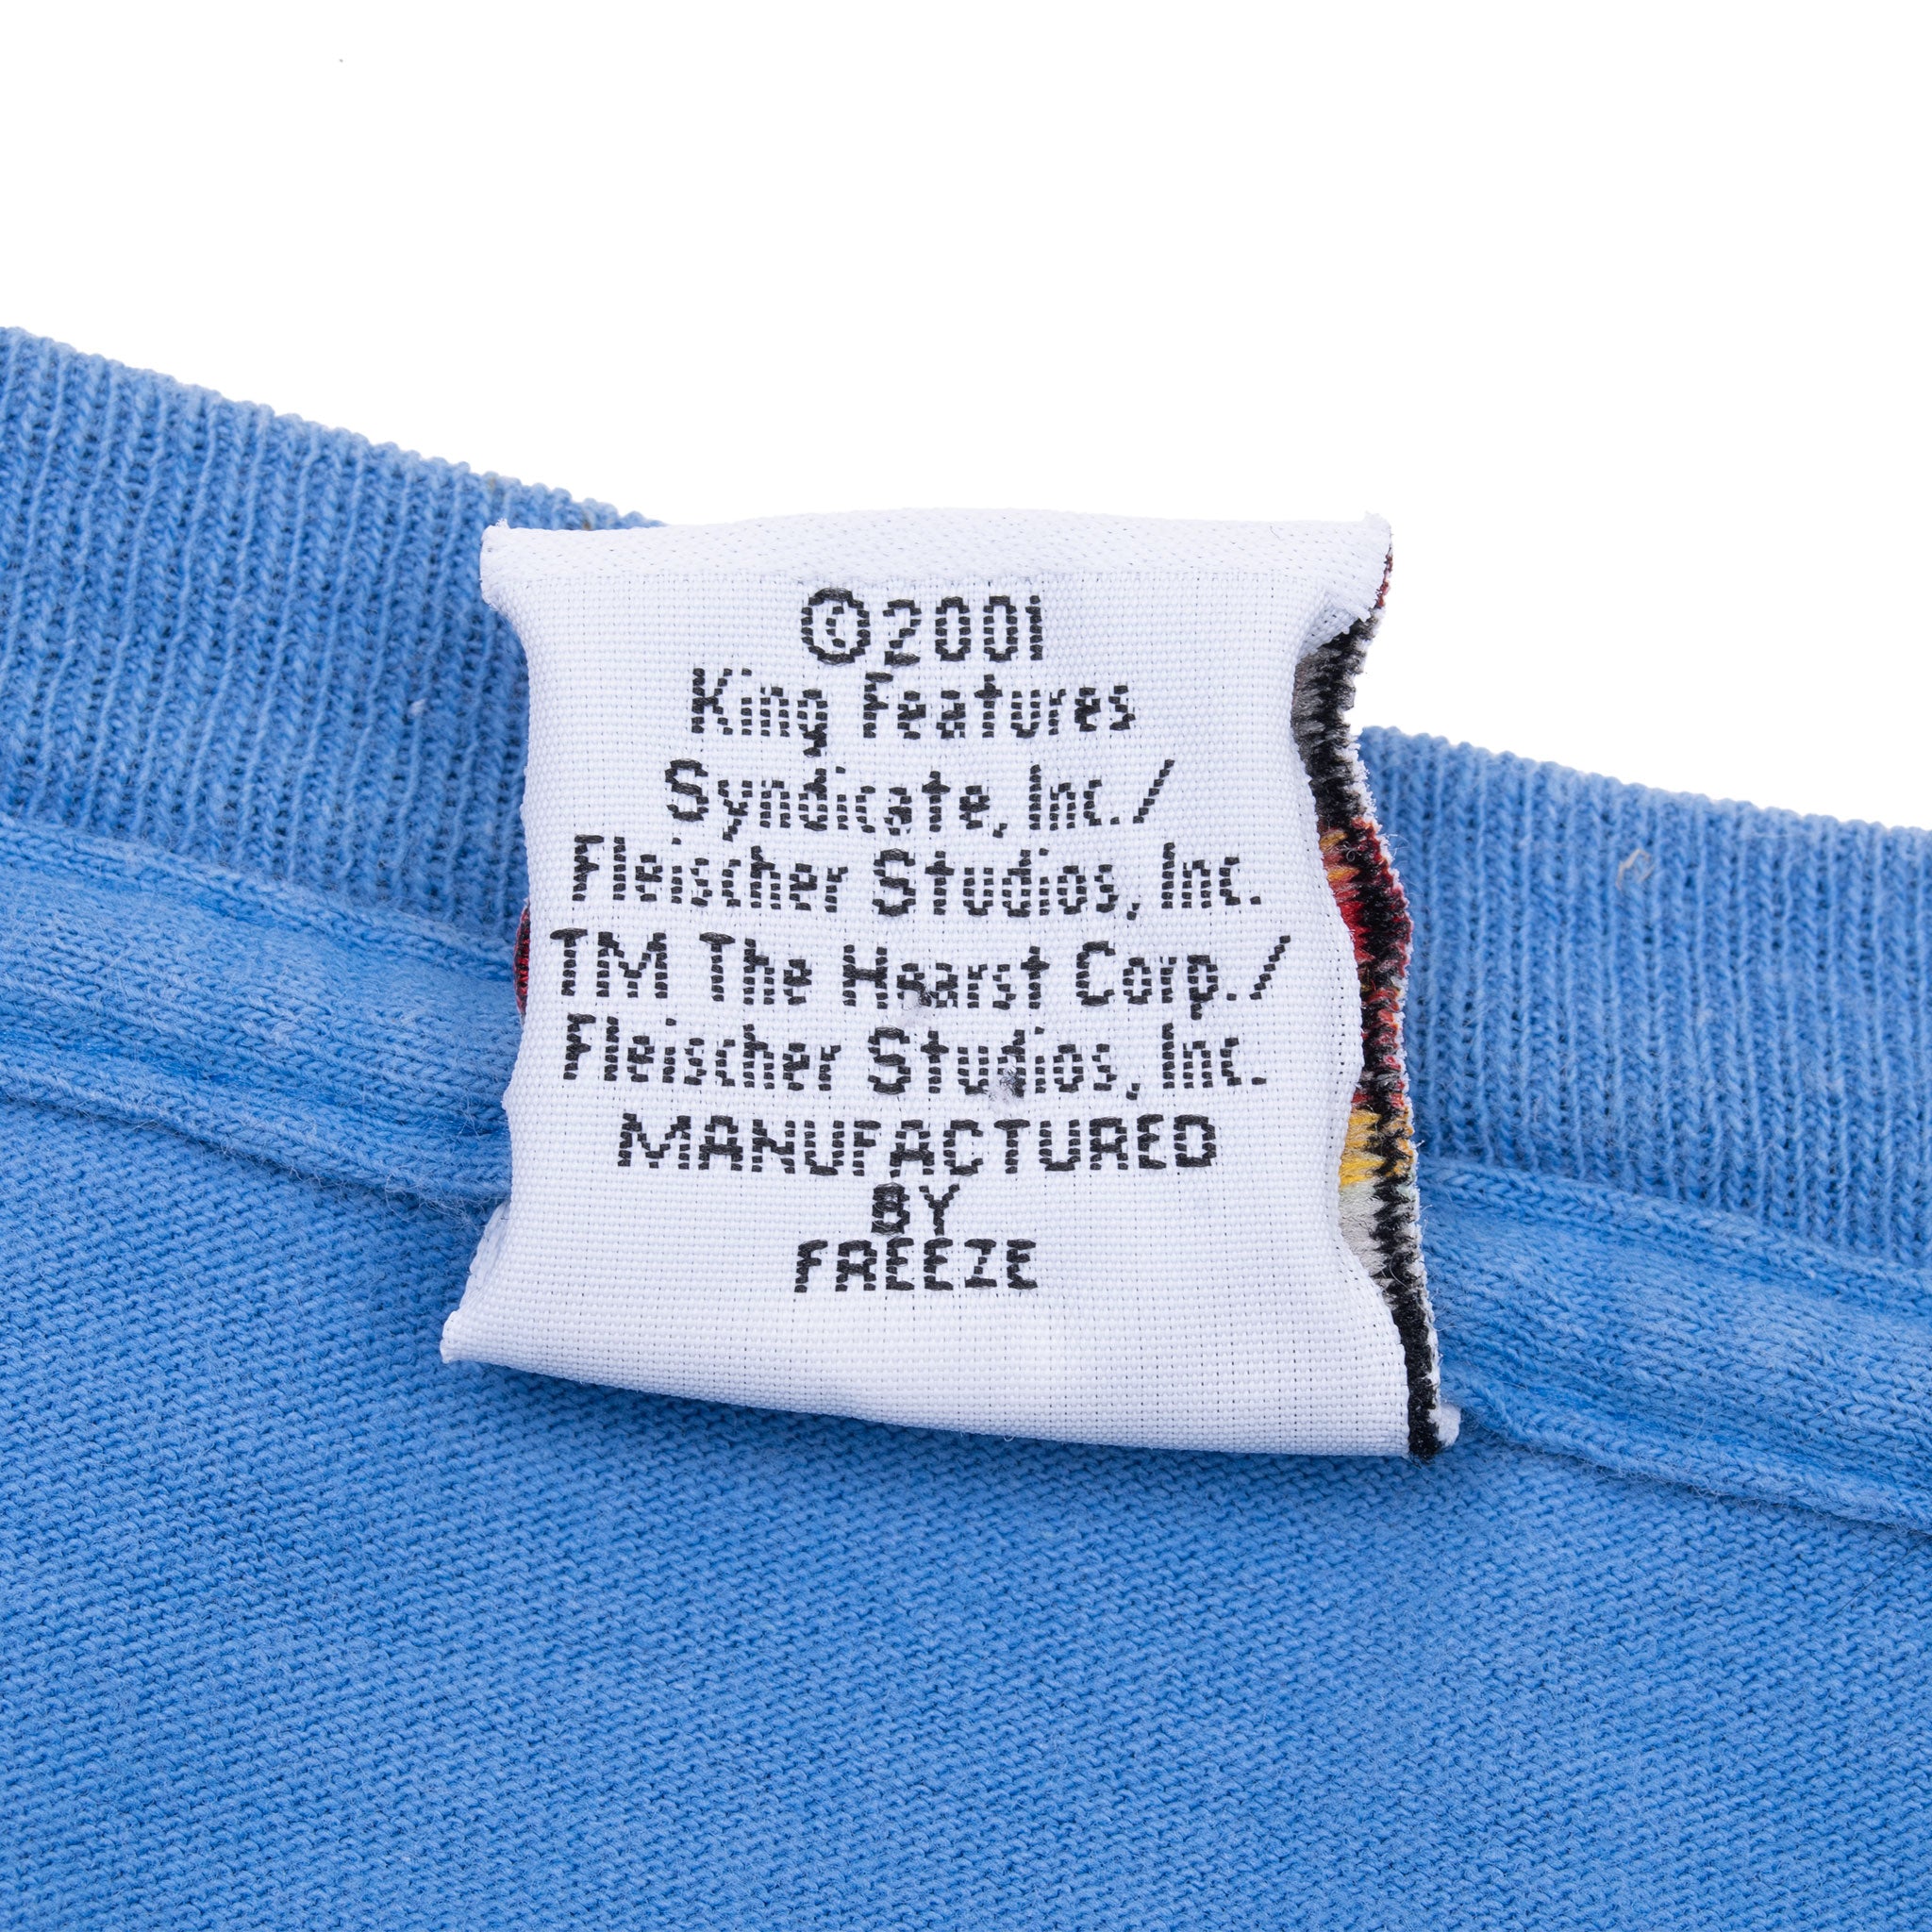 ©2001
King Features
Syndicate, Inc./
Fleischer Studios, Inc.
TM The Hearst Corp./
Fleischer Studios, Inc.
MANUFACTURED
BY
FREEZE